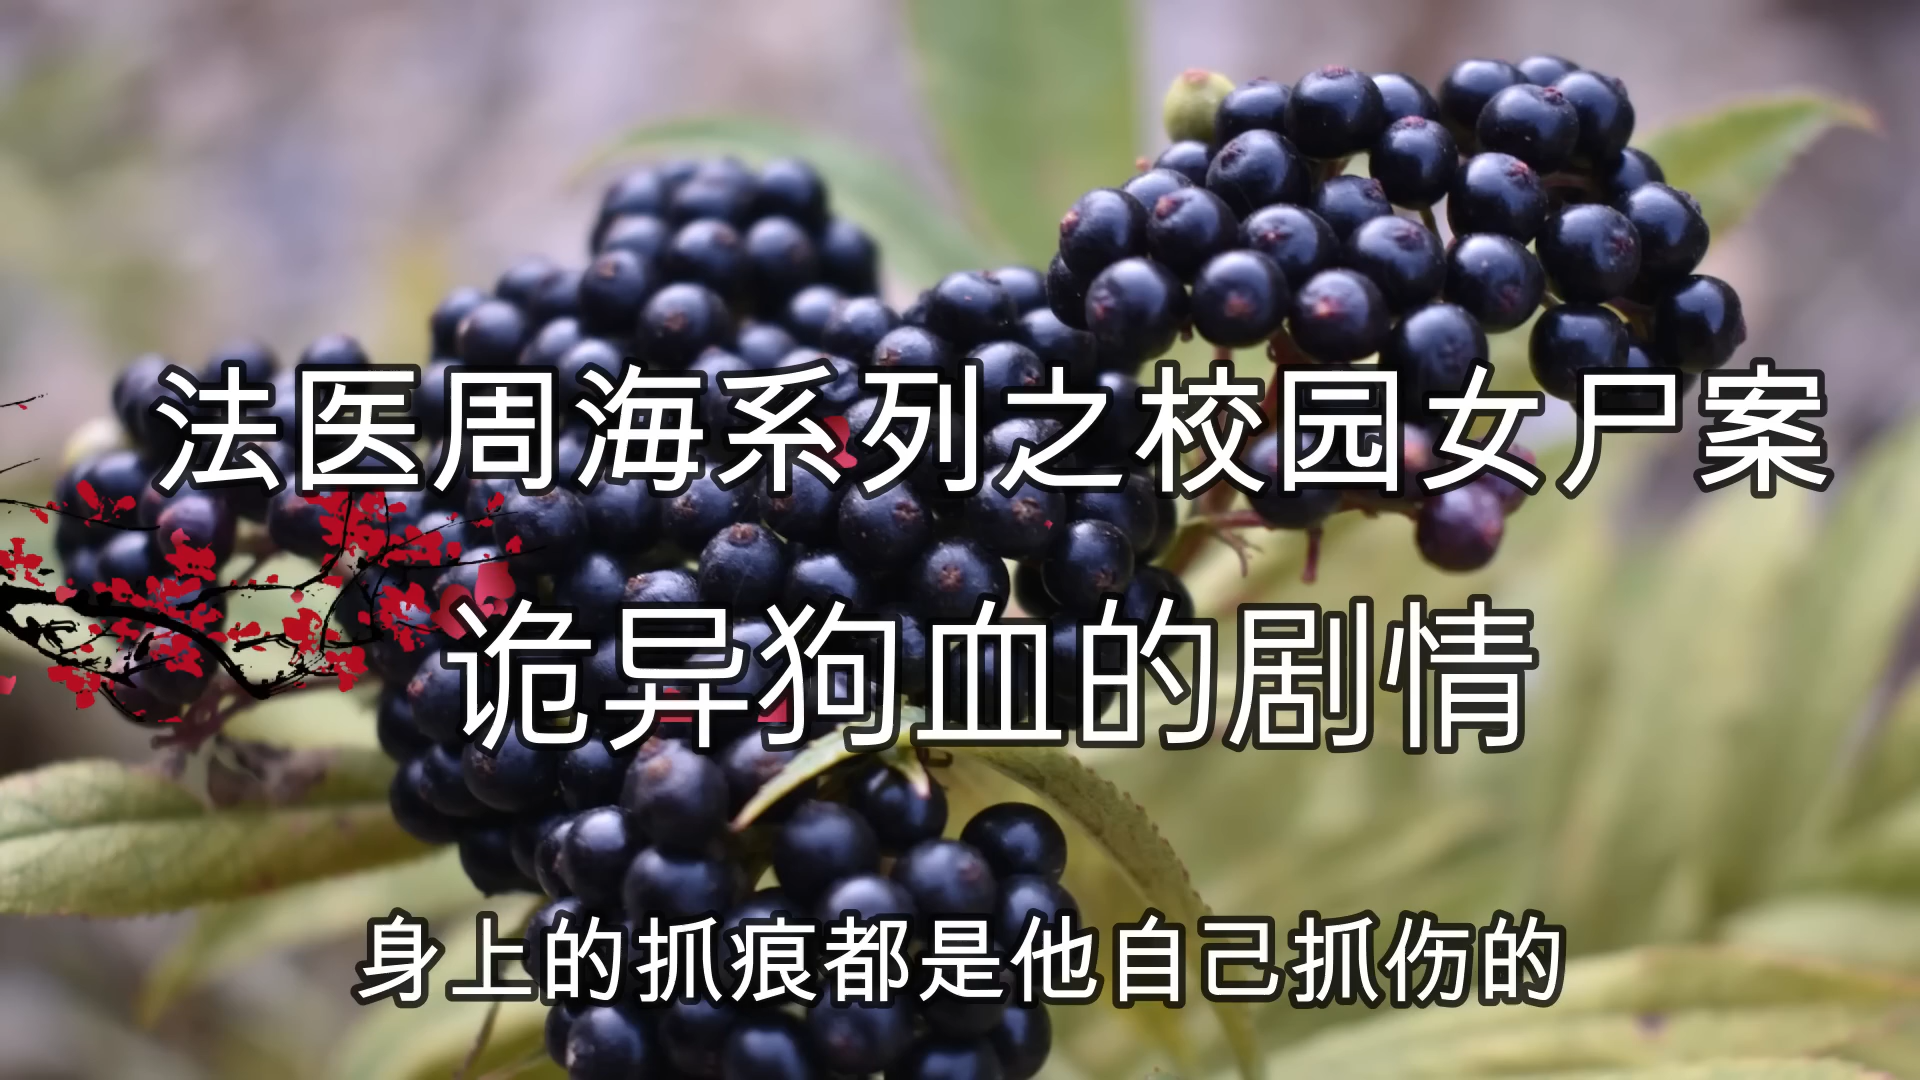 法医周海系列之校园女尸案
诡异狗血的剧情
身上的抓痕都是他自己抓伤的